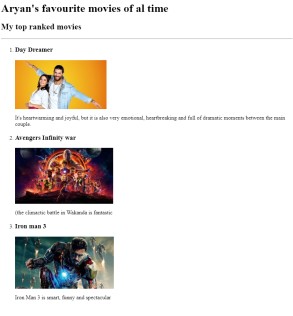 Aryan's favourite movies of al time
My top ranked movies
1. Day Dreamer
It's heartwarming and joyful, but it is also very emotional, heartbreaking and full of dramatic moments between the main
couple.
2. Avengers Infinity war
(the climactic battle in Wakanda is fantastic
3. Iron man 3
Iron Man 3 is smart, funny and spectacular